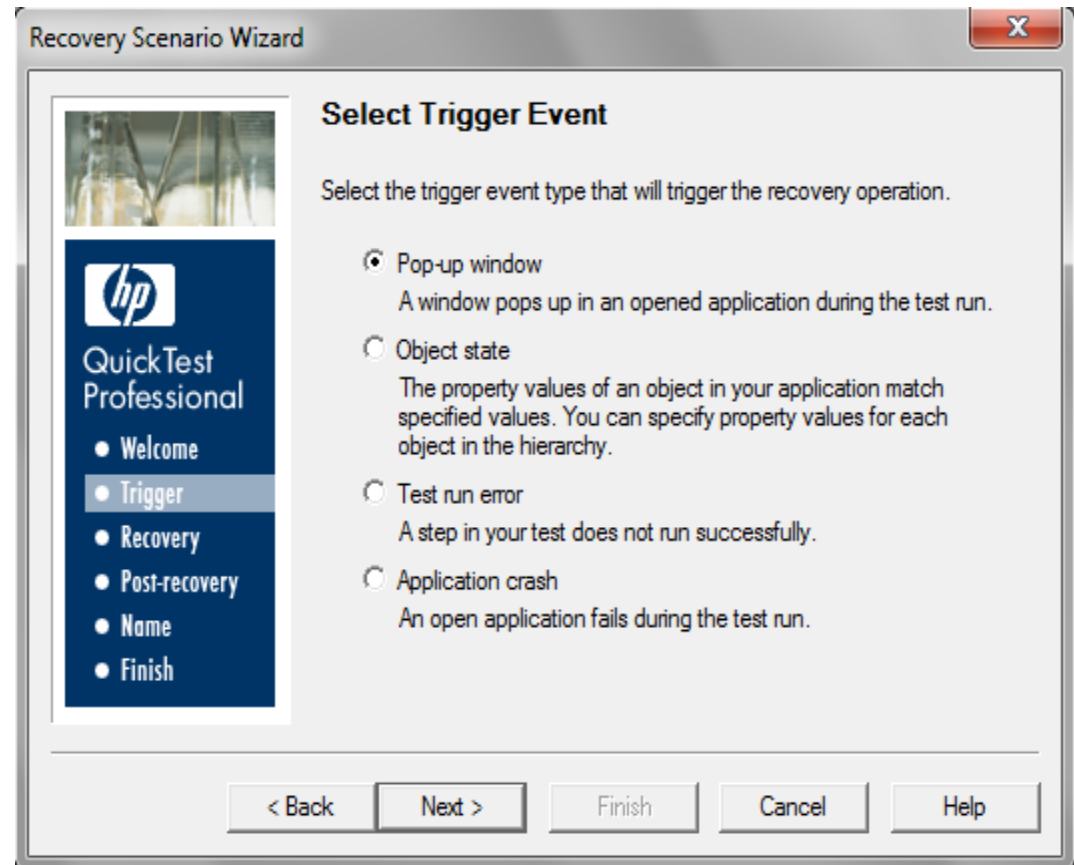 Recovery Scenario Wizard
x
Select Trigger Event
Select the trigger event type that will trigger the recovery operation.
Pop-up window
A window pops up in an opened application during the test run.
Object state
The property values of an object in your application match
specified values. You can specify property values for each
object in the hierarchy.
Test run error
A step in your test does not run successfully.
Application crash
An open application fails during the test run.
hp
QuickTest
Professional
Welcome
Trigger
Recovery
Post-recovery
Name
Finish
< Back
Next >
Finish
Cancel
Help